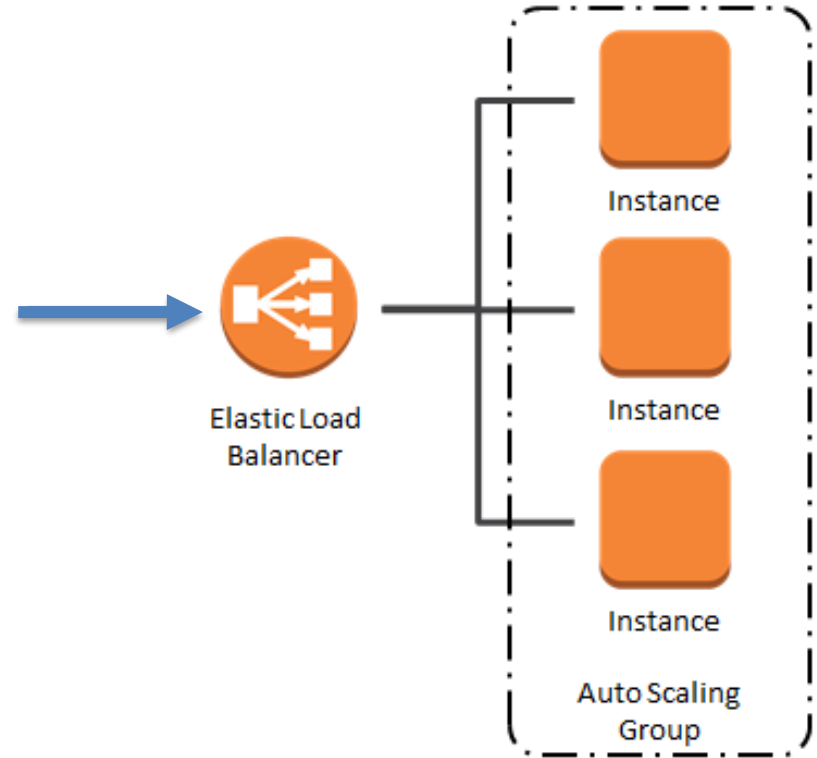 Instance
Elastic Load
Balancer
Instance
Instance
Auto Scaling
Group